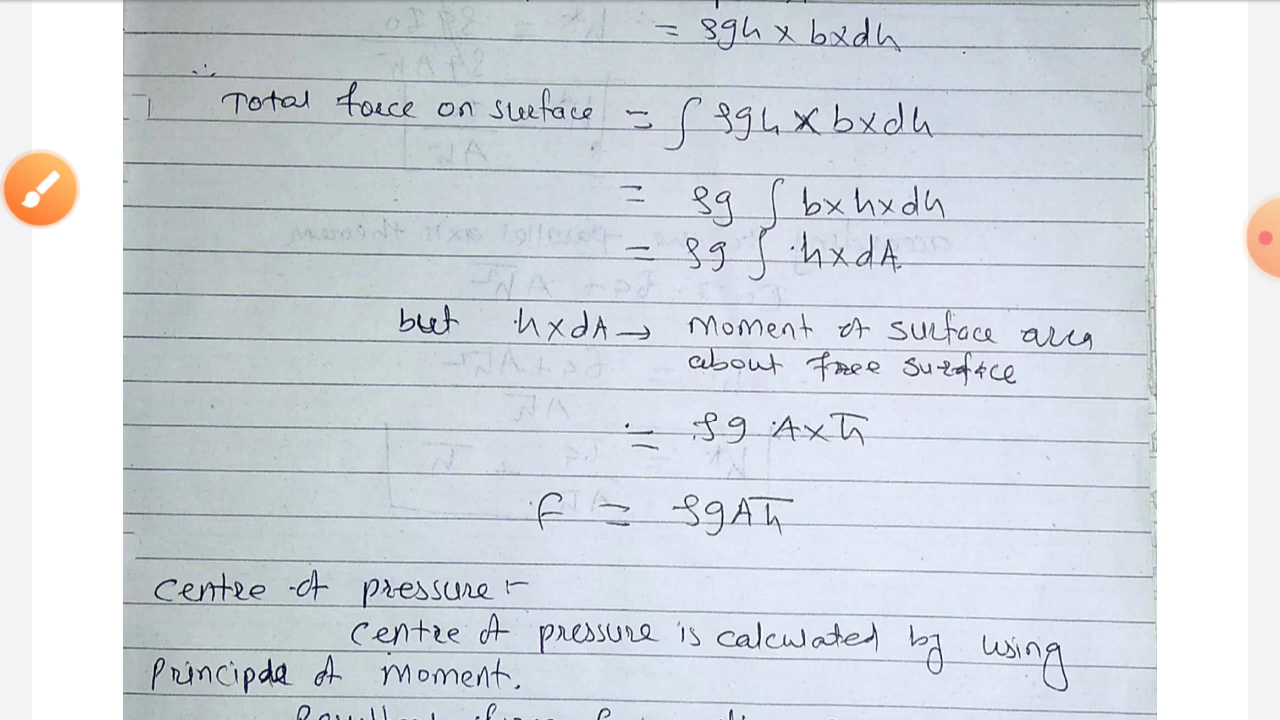 = ρgh × b×dh
∴
Total force on surface = ∫ ρgh × b×dh
= ρg ∫ b×h×dh
= ρg ∫ h×dA
but h×dA → moment of surface area
about free surface
= ρg A×h̄
F = ρgAh̄
Centre of pressure :-
Centre of pressure is calculated by using
Principle of moment.